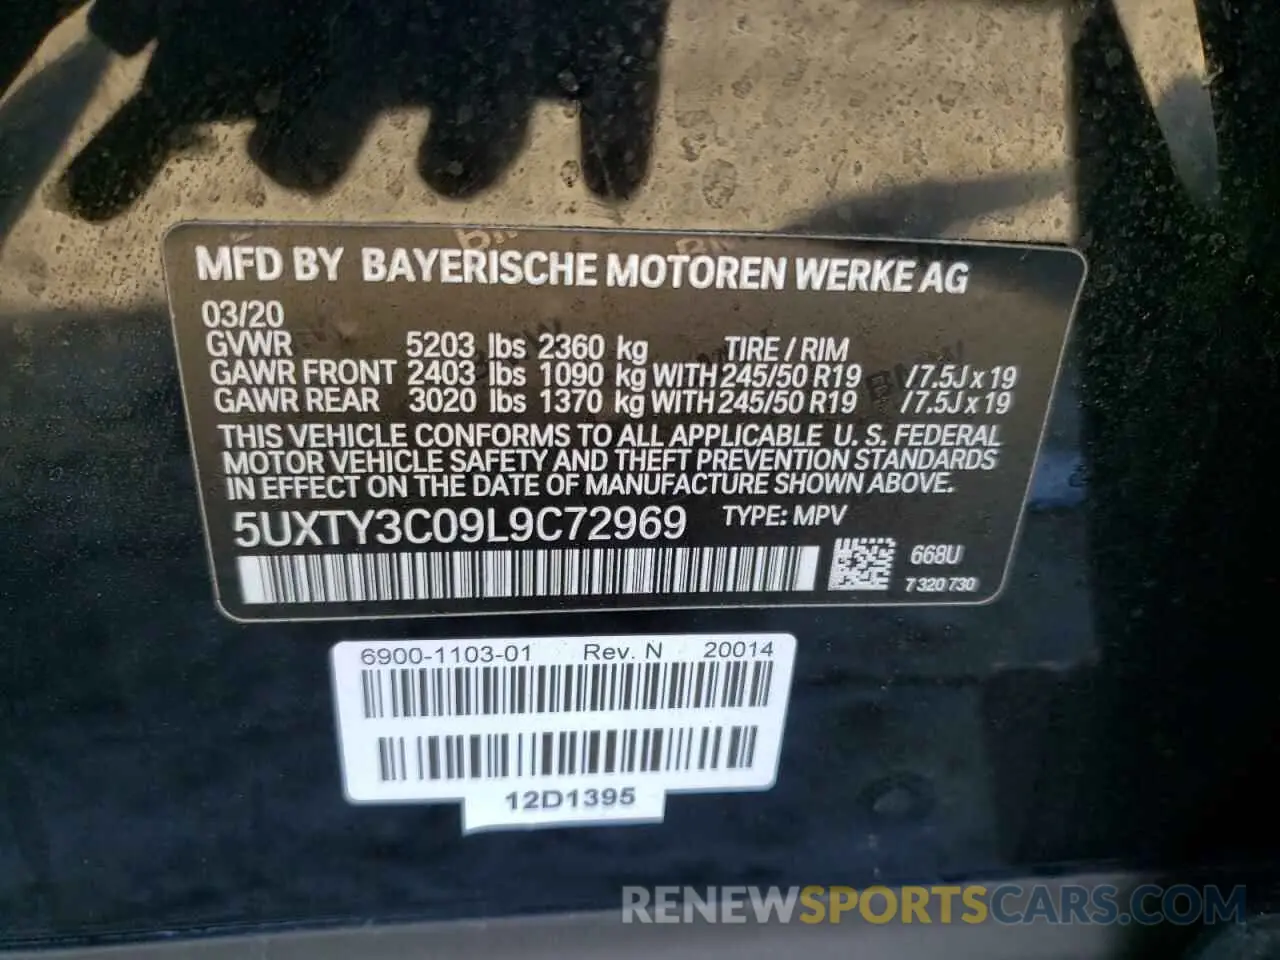 MFD BY BAYERISCHE MOTOREN WERKE AG
03/20
GVWR 5203 lbs 2360 kg TIRE / RIM
GAWR FRONT 2403 lbs 1090 kg WITH 245/50 R19 / 7.5J x 19
GAWR REAR 3020 lbs 1370 kg WITH 245/50 R19 / 7.5J x 19
THIS VEHICLE CONFORMS TO ALL APPLICABLE U. S. FEDERAL
MOTOR VEHICLE SAFETY AND THEFT PREVENTION STANDARDS
IN EFFECT ON THE DATE OF MANUFACTURE SHOWN ABOVE.
5UXTY3C09L9C72969 TYPE: MPV
668U
7 320 730
6900-1103-01 Rev. N 20014
12D1395
RENEWSPORTSCARS.COM